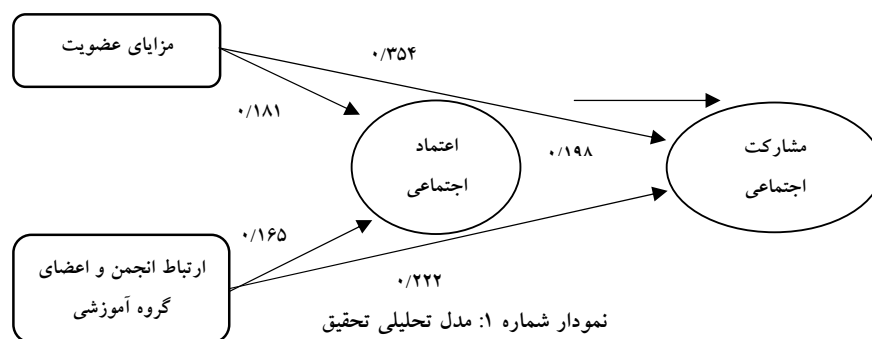 مزایای عضویت
۰/۳۵۴
۰/۱۸۱
اعتماد
اجتماعی
۰/۱۹۸
مشارکت
اجتماعی
۰/۱۶۵
ارتباط انجمن و اعضای
گروه آموزشی
۰/۲۲۲
نمودار شماره ۱: مدل تحلیلی تحقیق